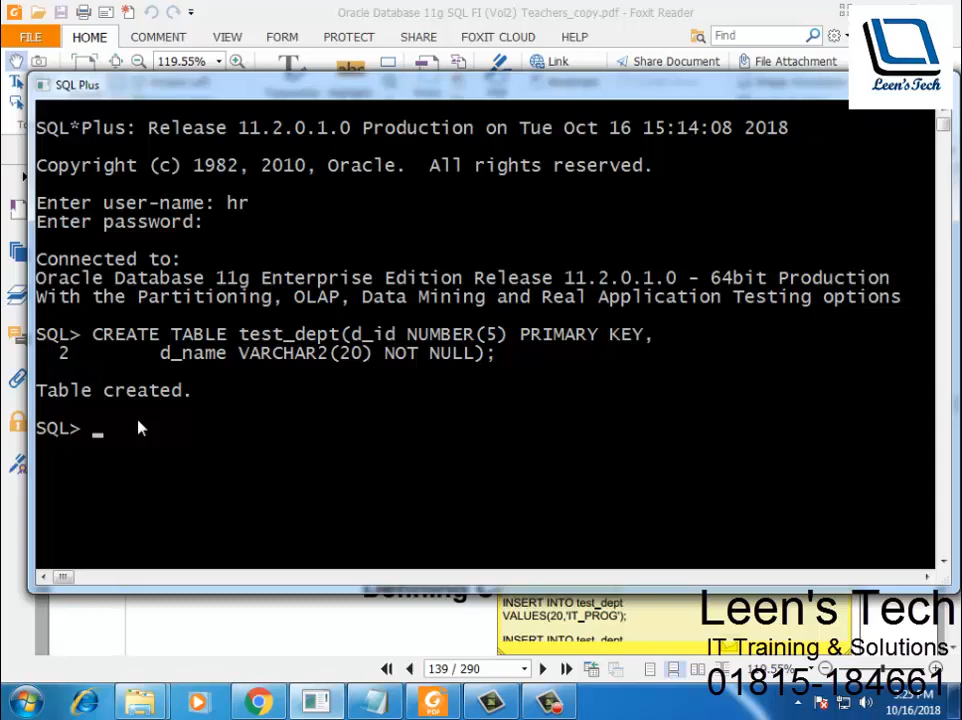 Oracle Database 11g SQL FI (Vol2) Teachers_copy.pdf - Foxit Reader
FILE HOME COMMENT VIEW FORM PROTECT SHARE FOXIT CLOUD HELP Find
119.55% Link Share Document File Attachment
Leen'sTech
SQL Plus
SQL*Plus: Release 11.2.0.1.0 Production on Tue Oct 16 15:14:08 2018
Copyright (c) 1982, 2010, Oracle. All rights reserved.
Enter user-name: hr
Enter password:
Connected to:
Oracle Database 11g Enterprise Edition Release 11.2.0.1.0 - 64bit Production
With the Partitioning, OLAP, Data Mining and Real Application Testing options
SQL> CREATE TABLE test_dept(d_id NUMBER(5) PRIMARY KEY,
2 d_name VARCHAR2(20) NOT NULL);
Table created.
SQL> _
INSERT INTO test_dept
VALUES(20,'IT_PROG');
INSERT INTO test_dept
Leen's Tech
IT Training & Solutions
139 / 290
01815-184661
10/16/2018